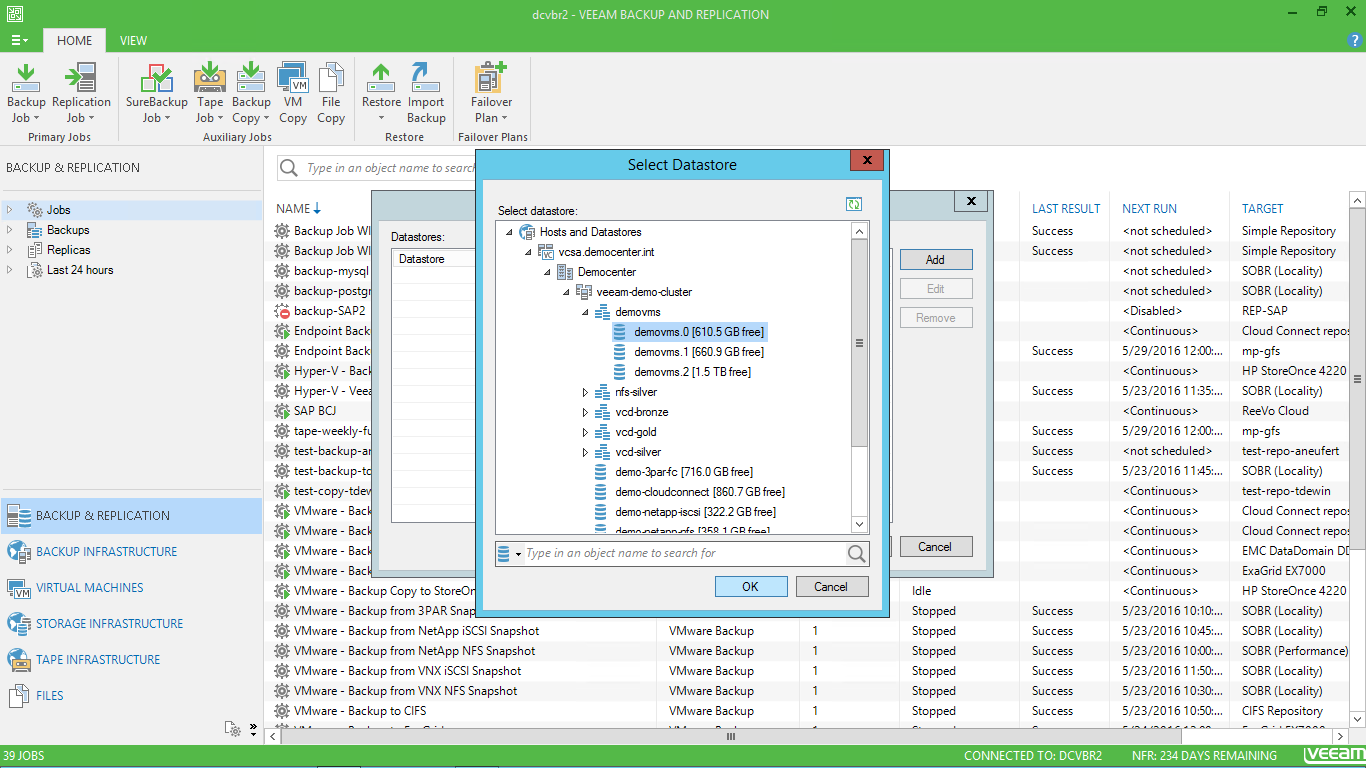 dcvbr2 - VEEAM BACKUP AND REPLICATION
HOME VIEW
Backup Job
Replication Job
Primary Jobs
SureBackup Job
Tape Job
Backup Copy
VM Copy
File Copy
Auxiliary Jobs
Restore
Import Backup
Restore
Failover Plan
Failover Plans
BACKUP & REPLICATION
Jobs
Backups
Replicas
Last 24 hours
BACKUP & REPLICATION
BACKUP INFRASTRUCTURE
VIRTUAL MACHINES
STORAGE INFRASTRUCTURE
TAPE INFRASTRUCTURE
FILES
Type in an object name to search
NAME LAST RESULT NEXT RUN TARGET
Backup Job Wi Success <not scheduled> Simple Repository
Backup Job Wi Success <not scheduled> Simple Repository
backup-mysql <not scheduled> SOBR (Locality)
backup-postgr <not scheduled> SOBR (Locality)
backup-SAP2 <Disabled> REP-SAP
Endpoint Back <Continuous> Cloud Connect repos
Endpoint Back Success 5/29/2016 12:00:... mp-gfs
Hyper-V - Back <Continuous> HP StoreOnce 4220
Hyper-V - Veea Success 5/23/2016 11:35:... SOBR (Locality)
SAP BCJ <Continuous> ReeVo Cloud
tape-weekly-fu Success 5/29/2016 12:00:... mp-gfs
test-backup-ar Success <not scheduled> test-repo-aneufert
test-backup-td Success 5/23/2016 11:45:... SOBR (Locality)
test-copy-tdew <Continuous> test-repo-tdewin
VMware - Back <Continuous> Cloud Connect repos
VMware - Back <Continuous> Cloud Connect repos
VMware - Back <Continuous> EMC DataDomain DD
VMware - Back <Continuous> ExaGrid EX7000
VMware - Backup Copy to StoreOn Idle <Continuous> HP StoreOnce 4220
VMware - Backup from 3PAR Snap Stopped Success 5/23/2016 10:10:... SOBR (Locality)
VMware - Backup from NetApp iSCSI Snapshot VMware Backup 1 Stopped Success 5/23/2016 10:45:... SOBR (Locality)
VMware - Backup from NetApp NFS Snapshot VMware Backup 1 Stopped Success 5/23/2016 10:00:... SOBR (Performance)
VMware - Backup from VNX iSCSI Snapshot VMware Backup 1 Stopped Success 5/23/2016 11:50:... SOBR (Locality)
VMware - Backup from VNX NFS Snapshot VMware Backup 1 Stopped Success 5/23/2016 10:30:... SOBR (Locality)
VMware - Backup to CIFS VMware Backup 1 Stopped Success 5/23/2016 10:50:... CIFS Repository
Datastores:
Datastore
Add
Edit
Remove
Cancel
Select Datastore
Select datastore:
Hosts and Datastores
vcsa.democenter.int
Democenter
veeam-demo-cluster
demovms
demovms.0 [610.5 GB free]
demovms.1 [660.9 GB free]
demovms.2 [1.5 TB free]
nfs-silver
vcd-bronze
vcd-gold
vcd-silver
demo-3par-fc [716.0 GB free]
demo-cloudconnect [860.7 GB free]
demo-netapp-iscsi [322.2 GB free]
demo-netapp-nfs [358.1 GB free]
Type in an object name to search for
OK Cancel
39 JOBS CONNECTED TO: DCVBR2 NFR: 234 DAYS REMAINING veeam